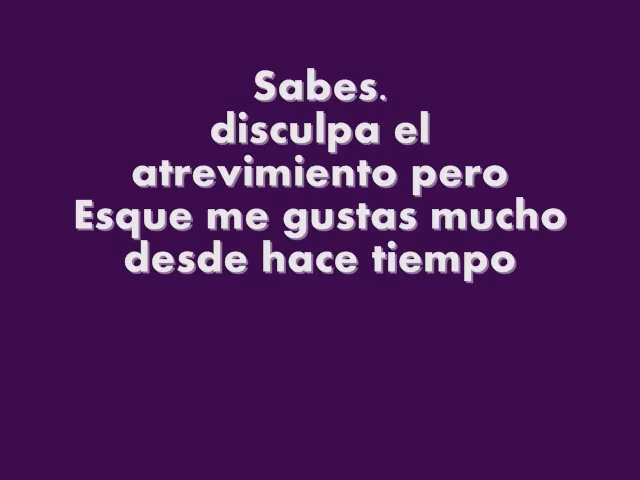 Sabes.
disculpa el
atrevimiento pero
Esque me gustas mucho
desde hace tiempo